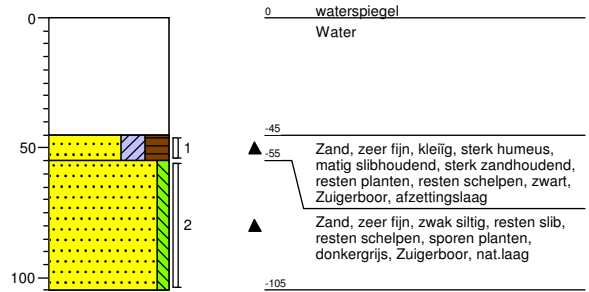 0
50
100
1
2
0 waterspiegel
Water
-45
Zand, zeer fijn, kleiïg, sterk humeus,
-55
matig slibhoudend, sterk zandhoudend,
resten planten, resten schelpen, zwart,
Zuigerboor, afzettingslaag
Zand, zeer fijn, zwak siltig, resten slib,
resten schelpen, sporen planten,
donkergrijs, Zuigerboor, nat.laag
-105